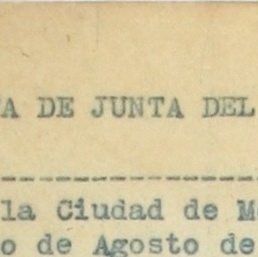 A DE JUNTA DEL
la Ciudad de M
o de Agosto de